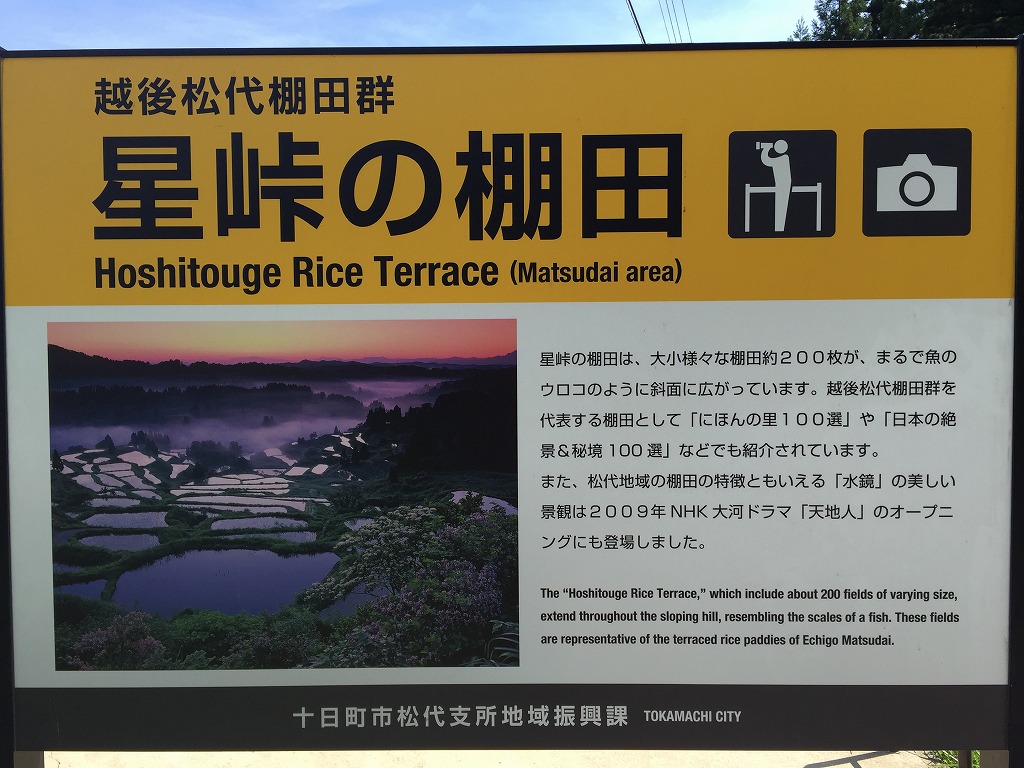 越後松代棚田群
星峠の棚田
Hoshitouge Rice Terrace (Matsudai area)
星峠の棚田は、大小様々な棚田約２００枚が、まるで魚の
ウロコのように斜面に広がっています。越後松代棚田群を
代表する棚田として「にほんの里１００選」や「日本の絶
景＆秘境 100 選」などでも紹介されています。
また、松代地域の棚田の特徴ともいえる「水鏡」の美しい
景観は２００９年 NHK 大河ドラマ「天地人」のオープニ
ングにも登場しました。
The “Hoshitouge Rice Terrace,” which include about 200 fields of varying size,
extend throughout the sloping hill, resembling the scales of a fish. These fields
are representative of the terraced rice paddies of Echigo Matsudai.
十日町市松代支所地域振興課 TOKAMACHI CITY